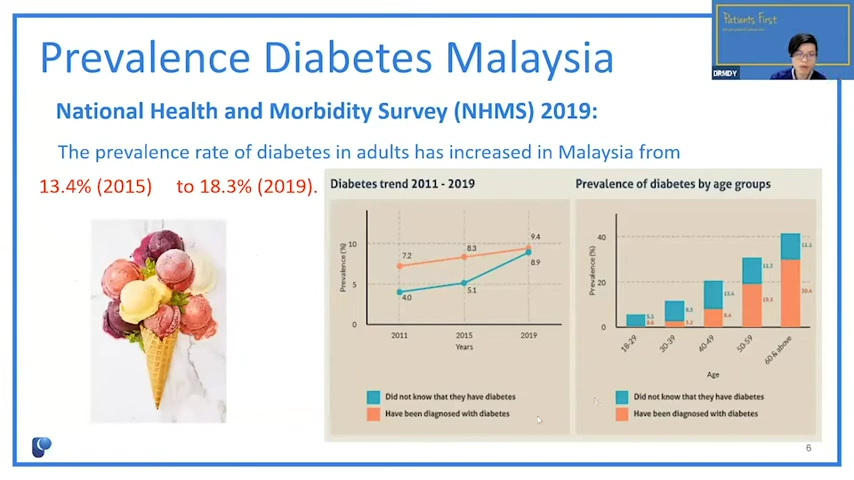 Patients First
DRMDY
Prevalence Diabetes Malaysia
National Health and Morbidity Survey (NHMS) 2019:
The prevalence rate of diabetes in adults has increased in Malaysia from
13.4% (2015) to 18.3% (2019).
Diabetes trend 2011 - 2019
Prevalence (%)
10
5
0
7.2
8.3
9.4
4.0
5.1
8.9
2011
2015
2019
Years
Did not know that they have diabetes
Have been diagnosed with diabetes
Prevalence of diabetes by age groups
Prevalence (%)
40
20
0
18-29
30-39
40-49
50-59
60 & above
Age
Did not know that they have diabetes
Have been diagnosed with diabetes
6